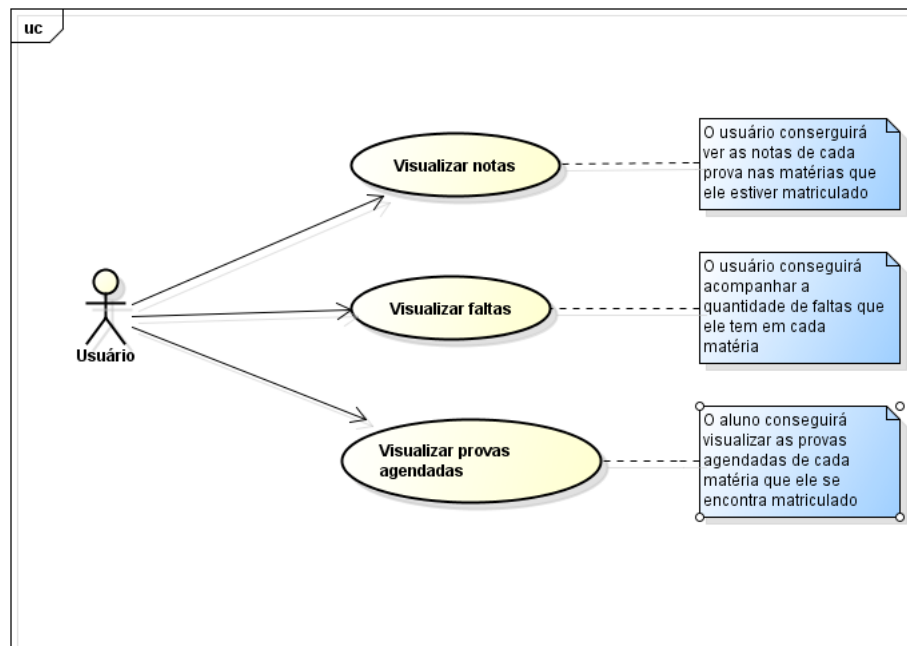 uc
Visualizar notas
O usuário conserguirá
ver as notas de cada
prova nas matérias que
ele estiver matriculado
Usuário
Visualizar faltas
O usuário conseguirá
acompanhar a
quantidade de faltas que
ele tem em cada
matéria
Visualizar provas
agendadas
O aluno conseguirá
visualizar as provas
agendadas de cada
matéria que ele se
encontra matriculado